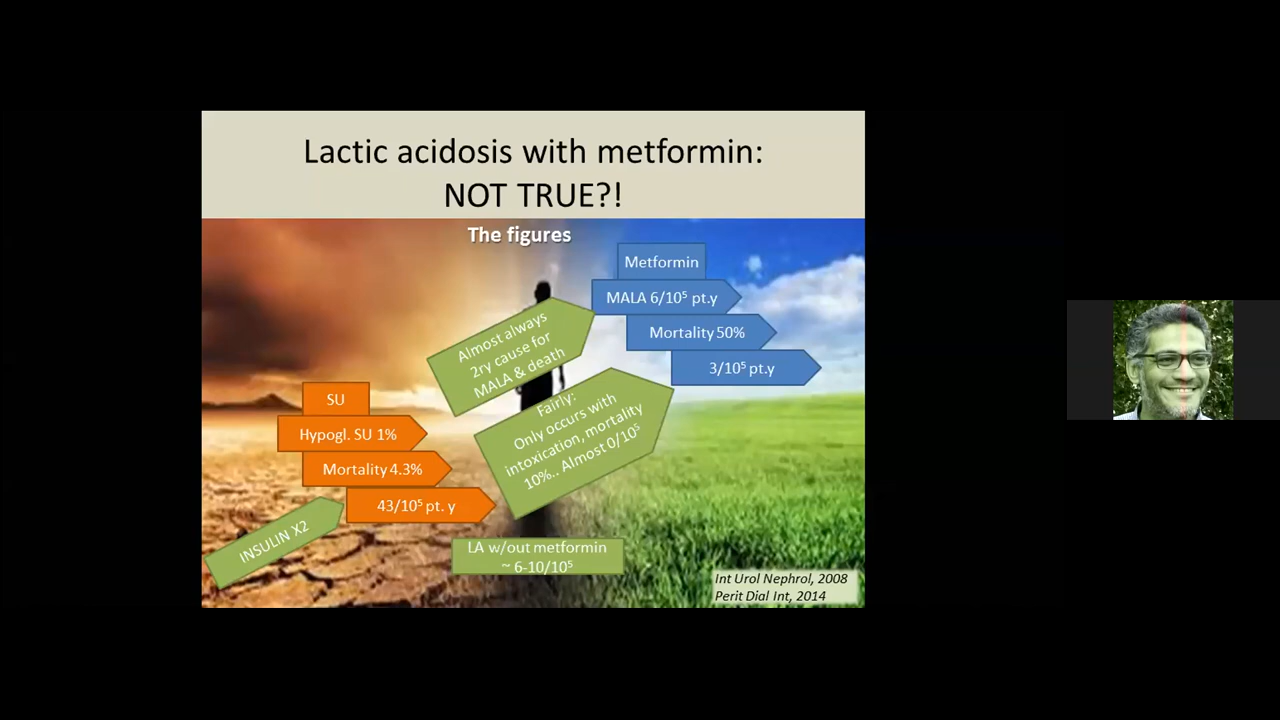 Lactic acidosis with metformin:
NOT TRUE?!
The figures
Metformin
MALA 6/10⁵ pt.y
Mortality 50%
3/10⁵ pt.y
Almost always
2ry cause for
MALA & death
Fairly:
Only occurs with
intoxication, mortality
10%.. Almost 0/10⁵
SU
Hypogl. SU 1%
Mortality 4.3%
43/10⁵ pt. y
INSULIN X2
LA w/out metformin
~ 6-10/10⁵
Int Urol Nephrol, 2008
Perit Dial Int, 2014